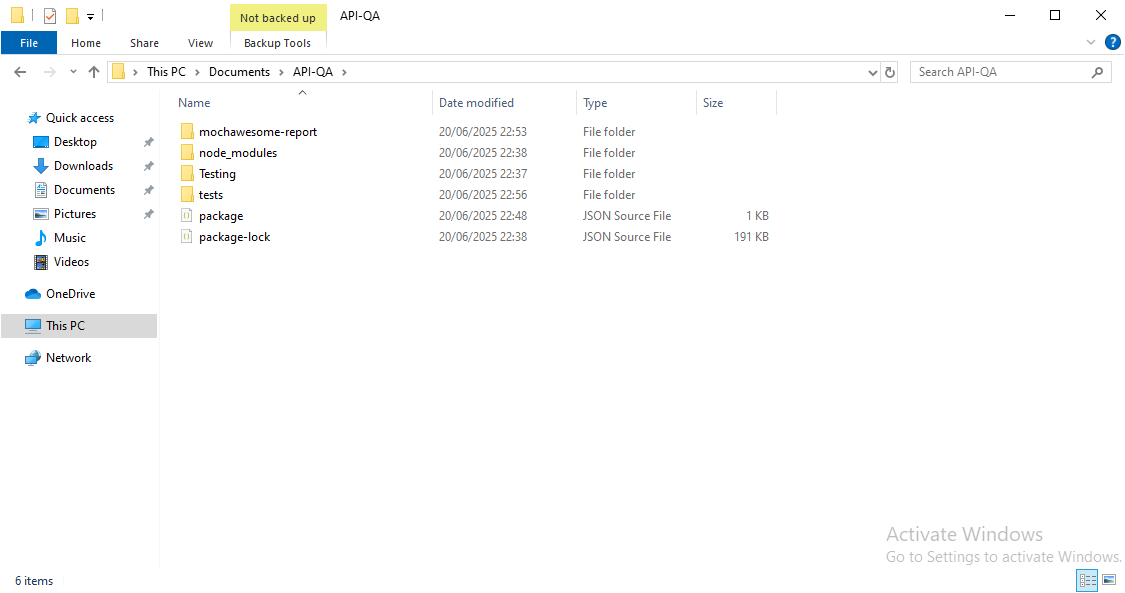 Not backed up API-QA
File Home Share View Backup Tools
This PC Documents API-QA
Search API-QA
Name Date modified Type Size
Quick access
Desktop
Downloads
Documents
Pictures
Music
Videos
OneDrive
This PC
Network
mochawesome-report 20/06/2025 22:53 File folder
node_modules 20/06/2025 22:38 File folder
Testing 20/06/2025 22:37 File folder
tests 20/06/2025 22:56 File folder
package 20/06/2025 22:48 JSON Source File 1 KB
package-lock 20/06/2025 22:38 JSON Source File 191 KB
Activate Windows
Go to Settings to activate Windows.
6 items